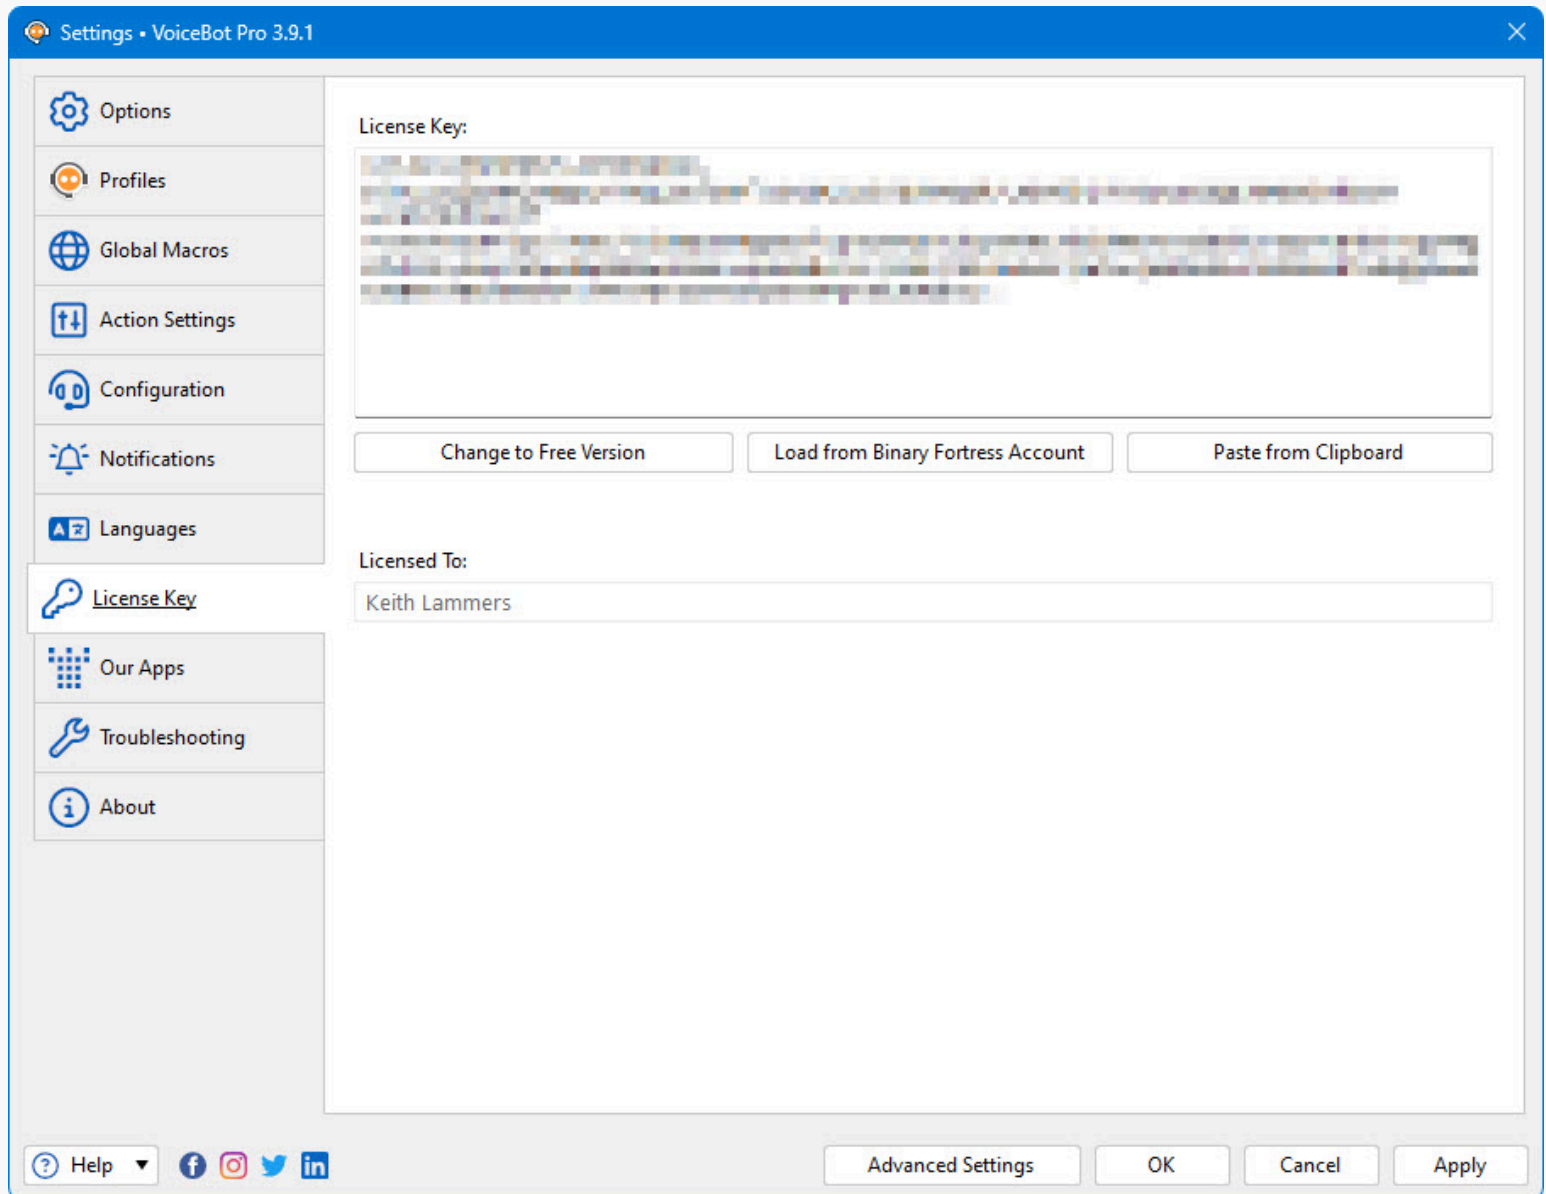 Settings • VoiceBot Pro 3.9.1
Options
Profiles
Global Macros
Action Settings
Configuration
Notifications
Languages
License Key
Our Apps
Troubleshooting
About
License Key:
Change to Free Version
Load from Binary Fortress Account
Paste from Clipboard
Licensed To:
Keith Lammers
Help
Advanced Settings
OK
Cancel
Apply